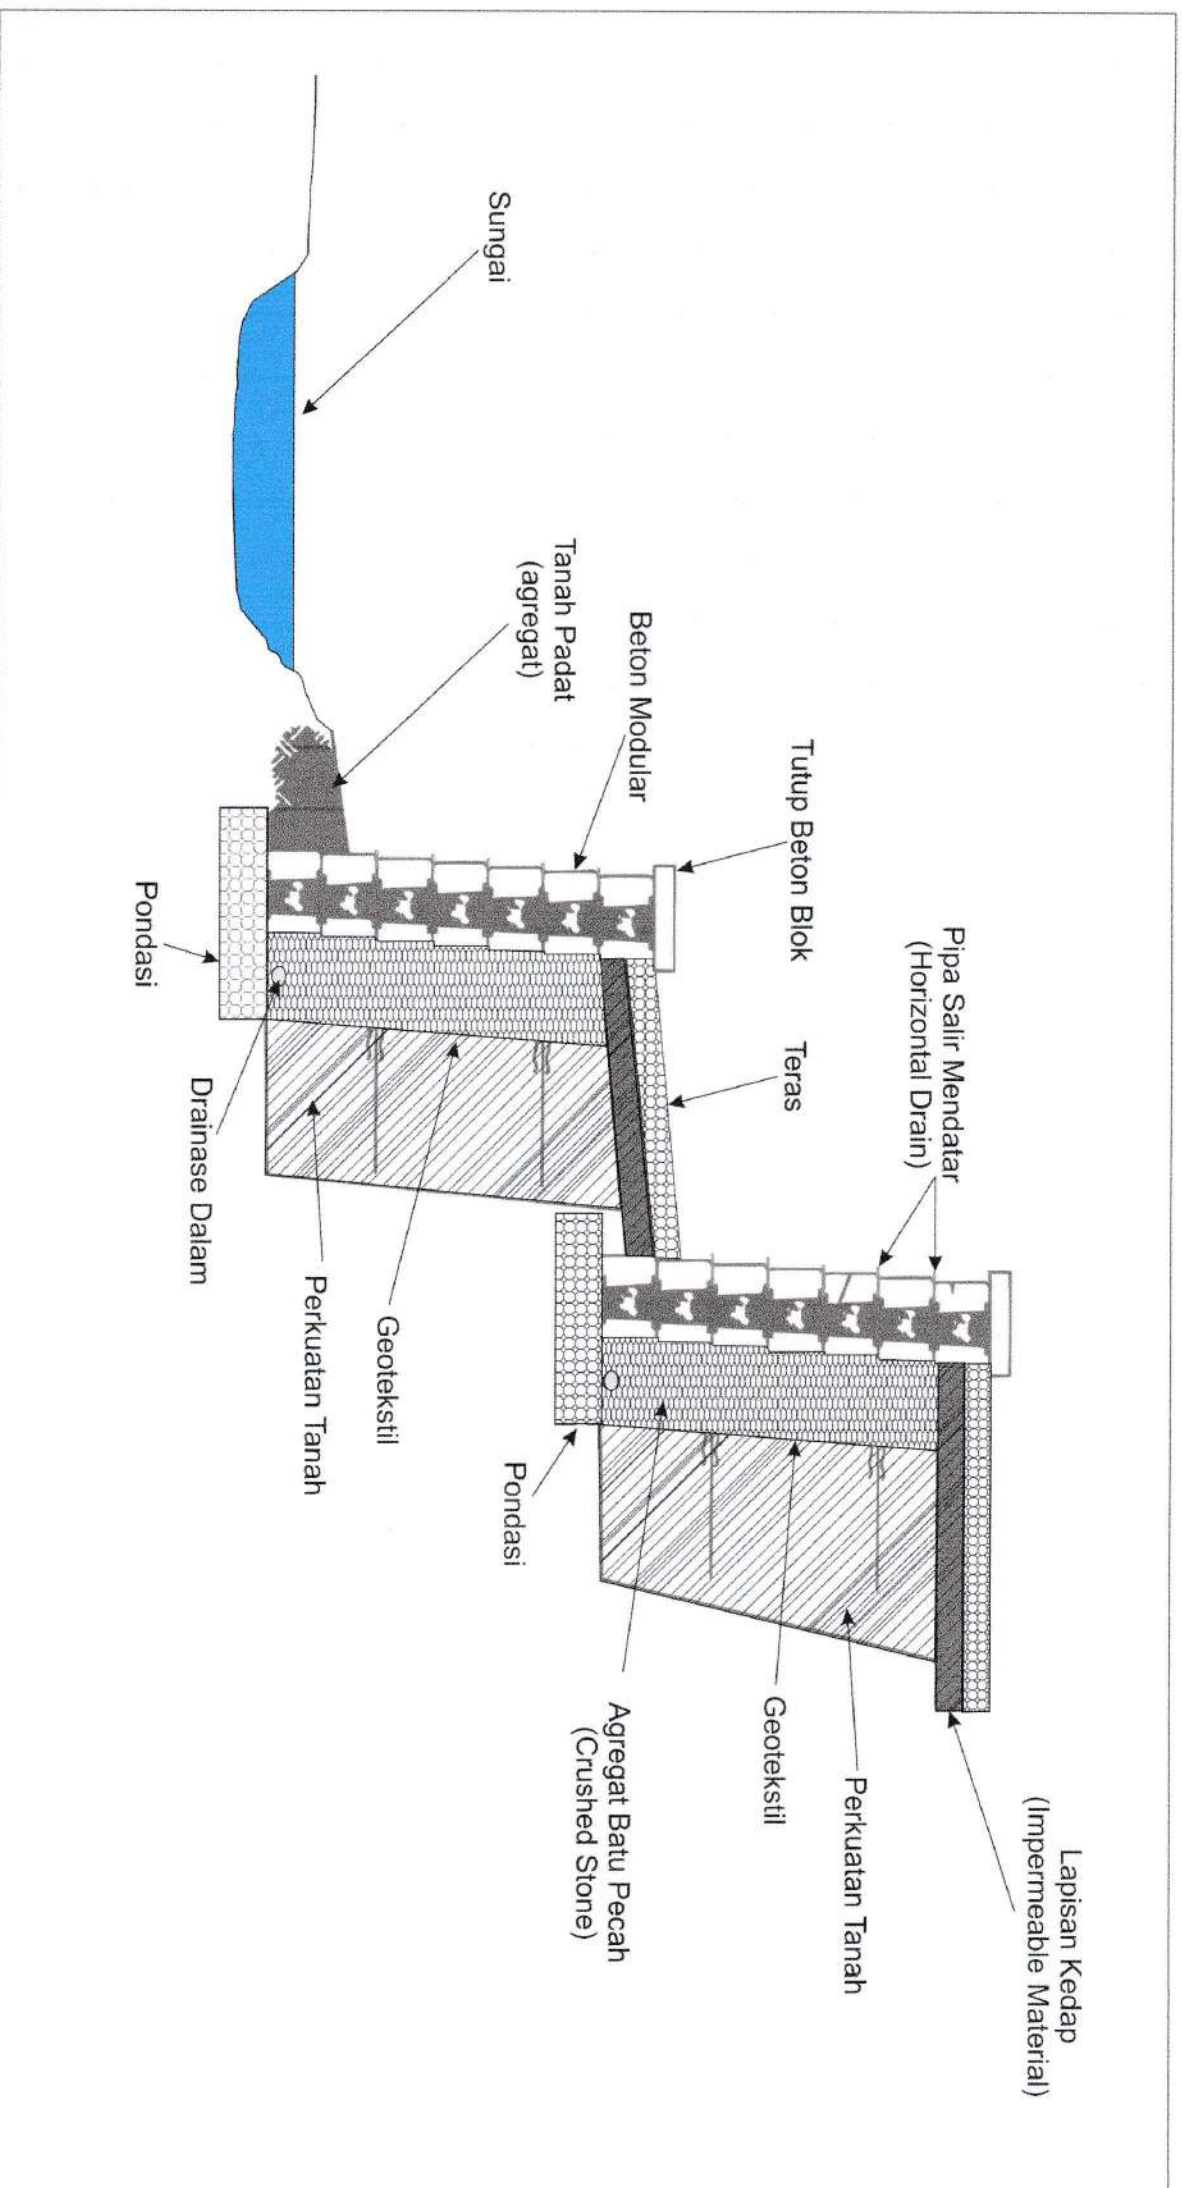 Lapisan Kedap
(Impermeable Material)
Pipa Salir Mendatar
(Horizontal Drain)
Tutup Beton Blok
Teras
Perkuatan Tanah
Beton Modular
Geotekstil
Tanah Padat
(agregat)
Agregat Batu Pecah
(Crushed Stone)
Sungai
Pondasi
Geotekstil
Perkuatan Tanah
Drainase Dalam
Pondasi